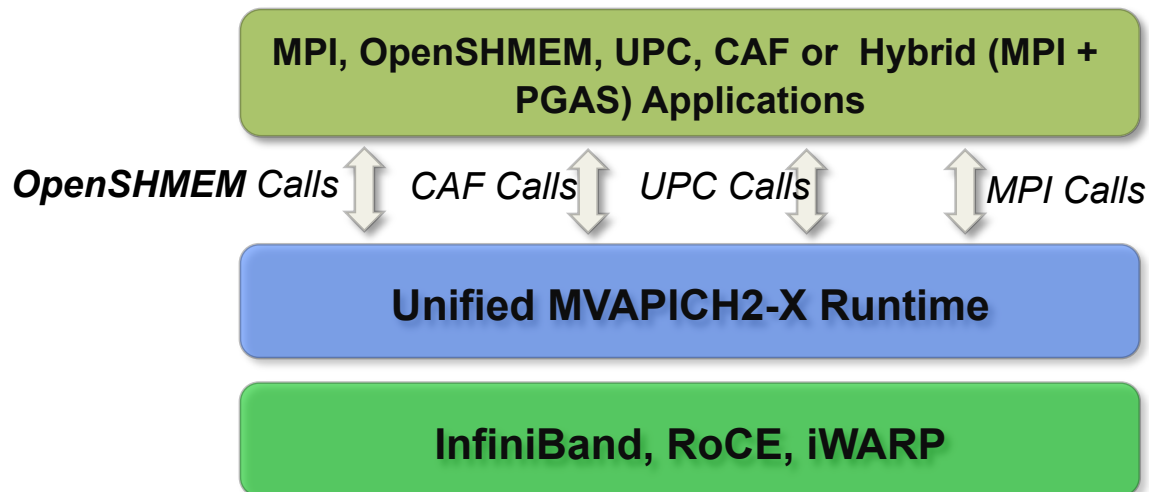 MPI, OpenSHMEM, UPC, CAF or Hybrid (MPI +
PGAS) Applications
OpenSHMEM Calls CAF Calls UPC Calls MPI Calls
Unified MVAPICH2-X Runtime
InfiniBand, RoCE, iWARP